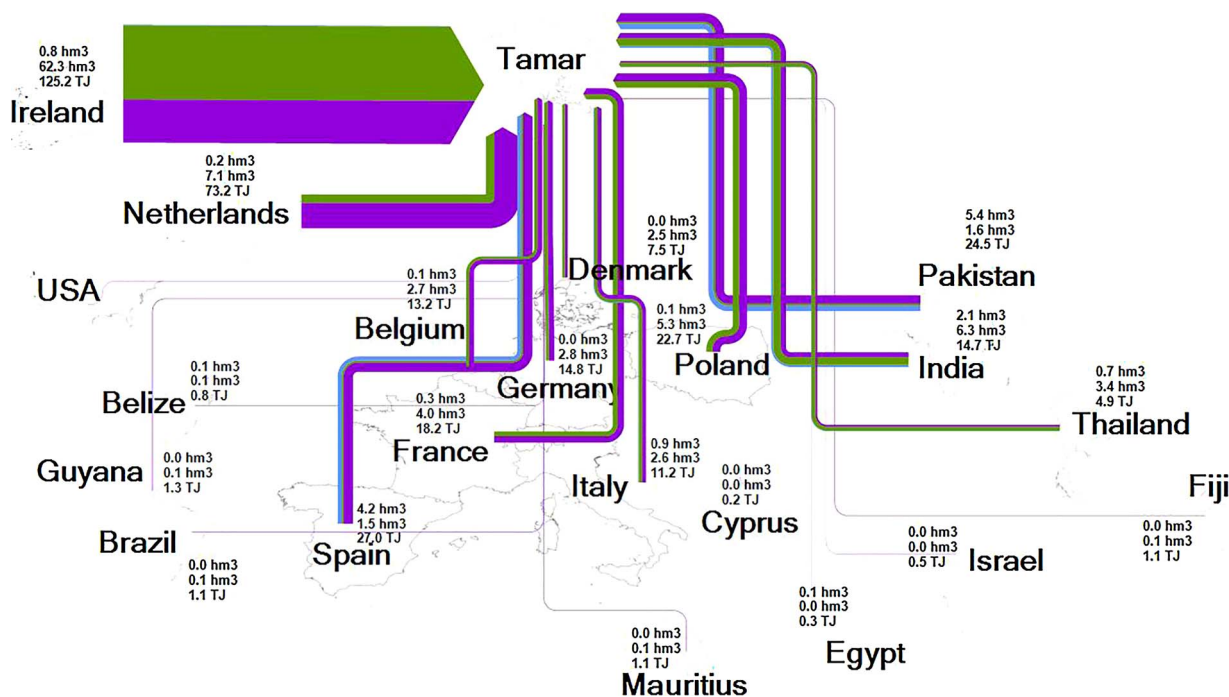 Tamar
0.8 hm3
62.3 hm3
125.2 TJ
Ireland
0.2 hm3
7.1 hm3
73.2 TJ
Netherlands
USA
0.1 hm3
2.7 hm3
13.2 TJ
Belgium
0.0 hm3
2.5 hm3
7.5 TJ
Denmark
5.4 hm3
1.6 hm3
24.5 TJ
Pakistan
0.1 hm3
5.3 hm3
22.7 TJ
Poland
2.1 hm3
6.3 hm3
14.7 TJ
India
0.0 hm3
2.8 hm3
14.8 TJ
Germany
0.1 hm3
0.1 hm3
0.8 TJ
Belize
0.3 hm3
4.0 hm3
18.2 TJ
France
0.7 hm3
3.4 hm3
4.9 TJ
Thailand
0.0 hm3
0.1 hm3
1.3 TJ
Guyana
0.9 hm3
2.6 hm3
11.2 TJ
Italy
0.0 hm3
0.0 hm3
0.2 TJ
Cyprus
Fiji
0.0 hm3
0.1 hm3
1.1 TJ
4.2 hm3
1.5 hm3
27.0 TJ
Spain
Brazil
0.0 hm3
0.1 hm3
1.1 TJ
0.0 hm3
0.0 hm3
0.5 TJ
Israel
0.1 hm3
0.0 hm3
0.3 TJ
Egypt
0.0 hm3
0.1 hm3
1.1 TJ
Mauritius